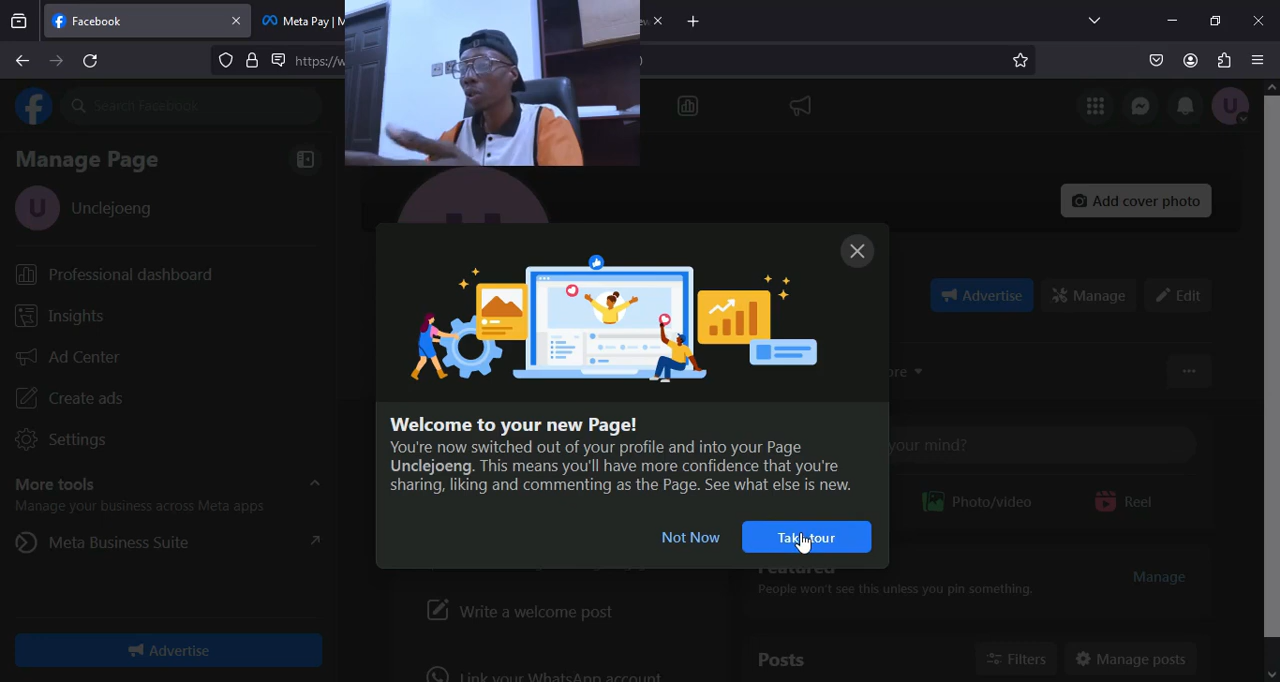 Facebook
Meta Pay | M
https://w
Search Facebook
Manage Page
U
Unclejoeng
Add cover photo
Professional dashboard
Insights
Ad Center
Create ads
Settings
More tools
Manage your business across Meta apps
Meta Business Suite
Advertise
Advertise
Manage
Edit
your mind?
Photo/video
Reel
Welcome to your new Page!
You're now switched out of your profile and into your Page
Unclejoeng. This means you'll have more confidence that you're
sharing, liking and commenting as the Page. See what else is new.
Not Now
Take tour
Write a welcome post
Link your WhatsApp account
Featured
Manage
People won't see this unless you pin something.
Posts
Filters
Manage posts